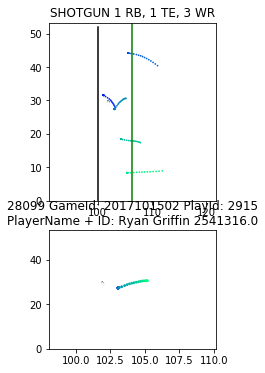 SHOTGUN 1 RB, 1 TE, 3 WR
50
40
30
20
10
0
100 110 120
28099 GameId: 2017101502 PlayId: 2915
PlayerName + ID: Ryan Griffin 2541316.0
40
20
0
100.0 102.5 105.0 107.5 110.0